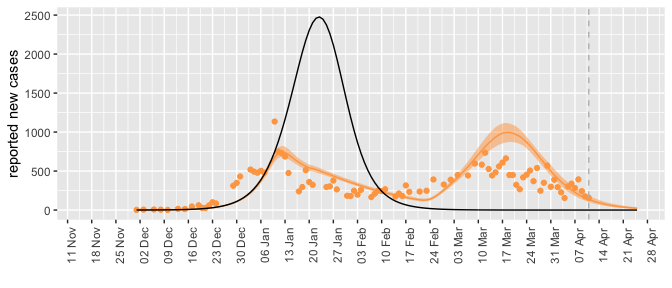 reported new cases
2500
2000
1500
1000
500
0
11 Nov
18 Nov
25 Nov
02 Dec
09 Dec
16 Dec
23 Dec
30 Dec
06 Jan
13 Jan
20 Jan
27 Jan
03 Feb
10 Feb
17 Feb
24 Feb
03 Mar
10 Mar
17 Mar
24 Mar
31 Mar
07 Apr
14 Apr
21 Apr
28 Apr